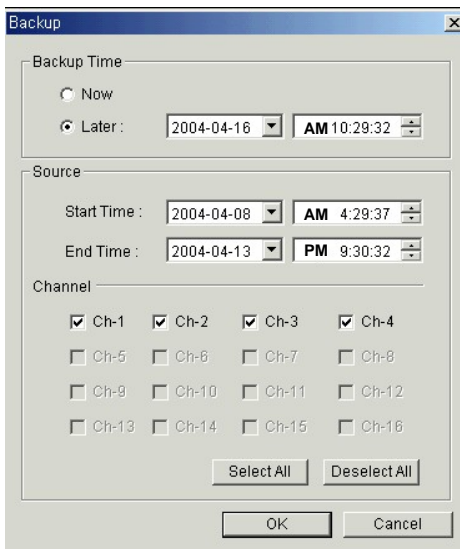 Backup
Backup Time
Now
Later : 2004-04-16 AM 10:29:32
Source
Start Time : 2004-04-08 AM 4:29:37
End Time : 2004-04-13 PM 9:30:32
Channel
Ch-1 Ch-2 Ch-3 Ch-4
Ch-5 Ch-6 Ch-7 Ch-8
Ch-9 Ch-10 Ch-11 Ch-12
Ch-13 Ch-14 Ch-15 Ch-16
Select All Deselect All
OK Cancel